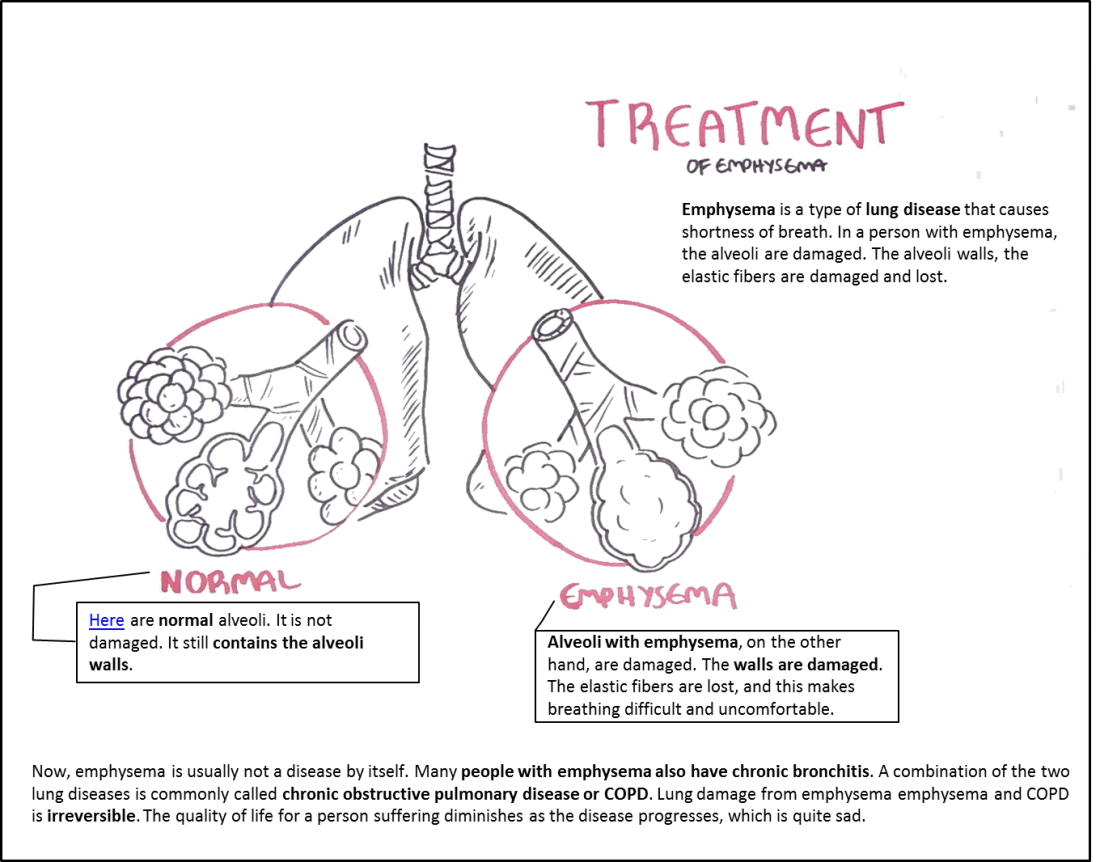 TREATMENT
OF EMPHYSEMA
Emphysema is a type of lung disease that causes
shortness of breath. In a person with emphysema,
the alveoli are damaged. The alveoli walls, the
elastic fibers are damaged and lost.
NORMAL
Here are normal alveoli. It is not
damaged. It still contains the alveoli
walls.
EMPHYSEMA
Alveoli with emphysema, on the other
hand, are damaged. The walls are damaged.
The elastic fibers are lost, and this makes
breathing difficult and uncomfortable.
Now, emphysema is usually not a disease by itself. Many people with emphysema also have chronic bronchitis. A combination of the two
lung diseases is commonly called chronic obstructive pulmonary disease or COPD. Lung damage from emphysema emphysema and COPD
is irreversible. The quality of life for a person suffering diminishes as the disease progresses, which is quite sad.